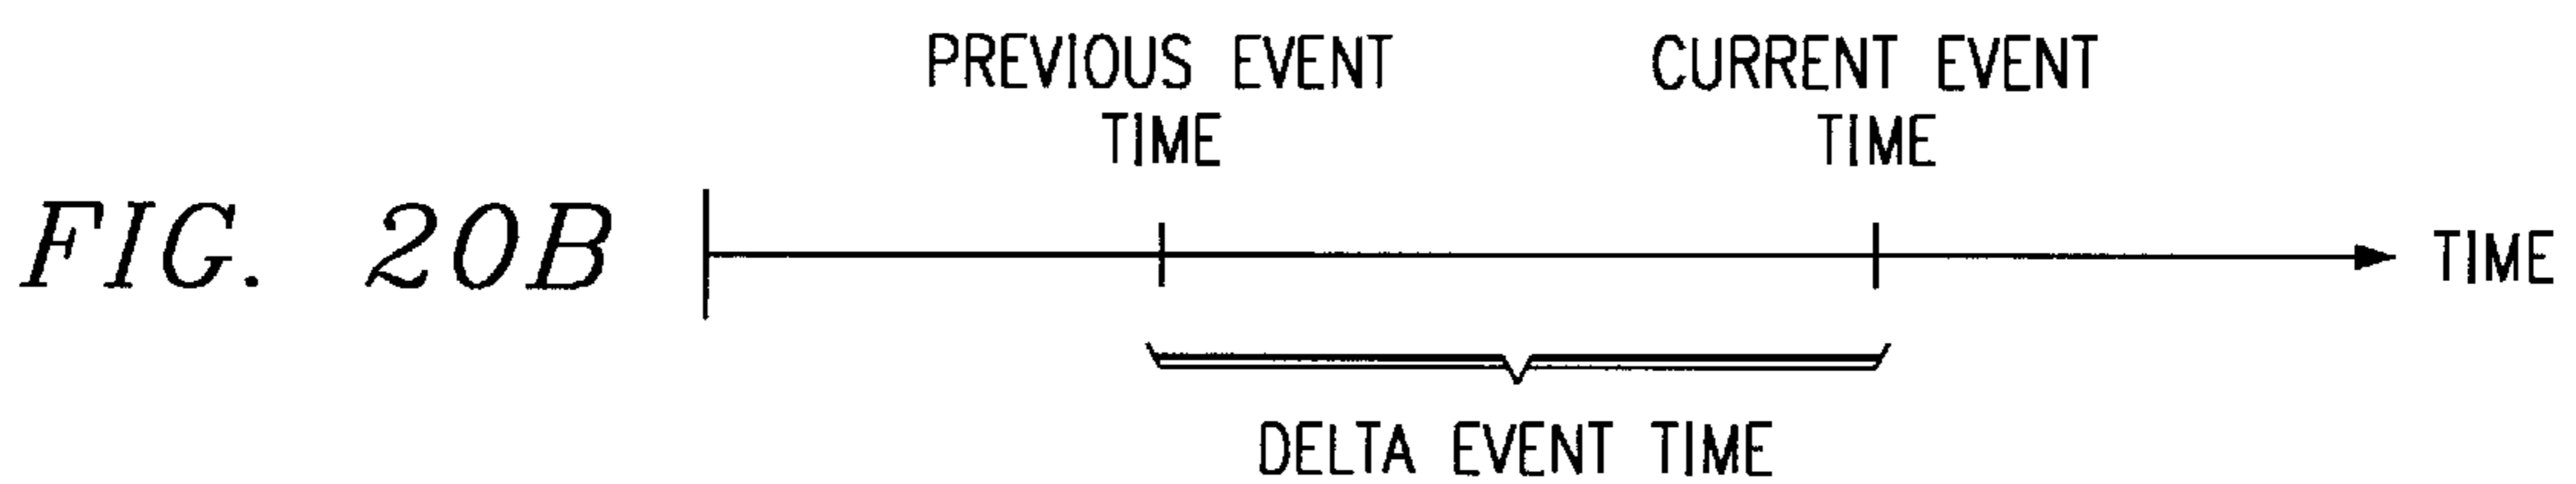 PREVIOUS EVENT
TIME
CURRENT EVENT
TIME
FIG. 20B
TIME
DELTA EVENT TIME